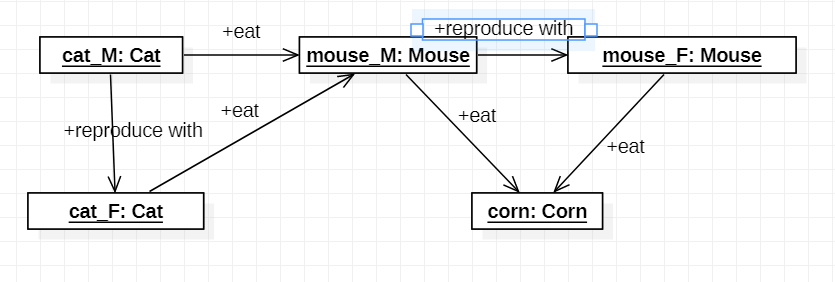 +reproduce with
+eat
cat_M: Cat
mouse_M: Mouse
mouse_F: Mouse
+eat
+eat
+reproduce with
+eat
cat_F: Cat
corn: Corn